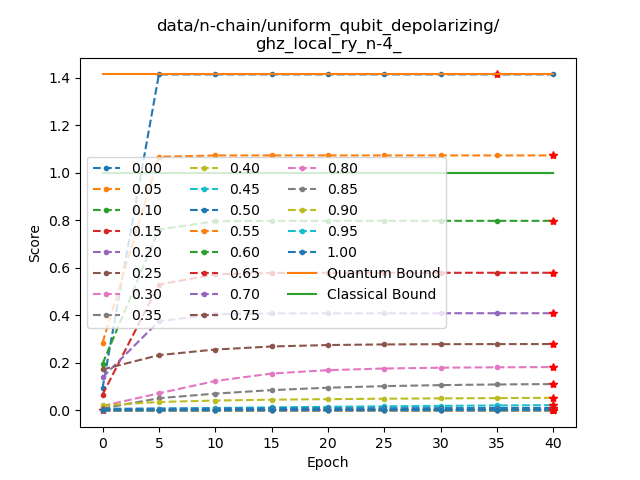 data/n-chain/uniform_qubit_depolarizing/
ghz_local_ry_n-4_
Score
1.4
1.2
1.0
0.8
0.6
0.4
0.2
0.0
0.00 0.40 0.80
0.05 0.45 0.85
0.10 0.50 0.90
0.15 0.55 0.95
0.20 0.60 1.00
0.25 0.65 Quantum Bound
0.30 0.70 Classical Bound
0.35 0.75
0 5 10 15 20 25 30 35 40
Epoch